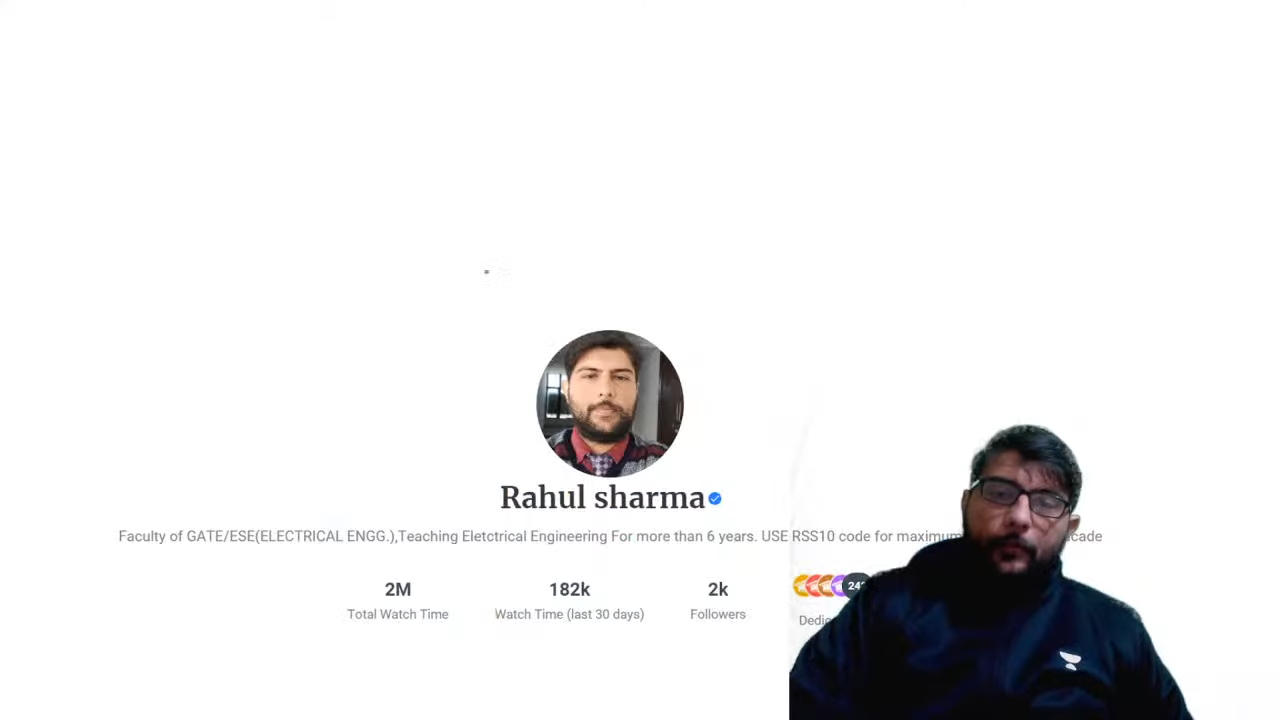 Rahul sharma
Faculty of GATE/ESE(ELECTRICAL ENGG.),Teaching Eletctrical Engineering For more than 6 years. USE RSS10 code for
2M
182k
2k
Total Watch Time
Watch Time (last 30 days)
Followers